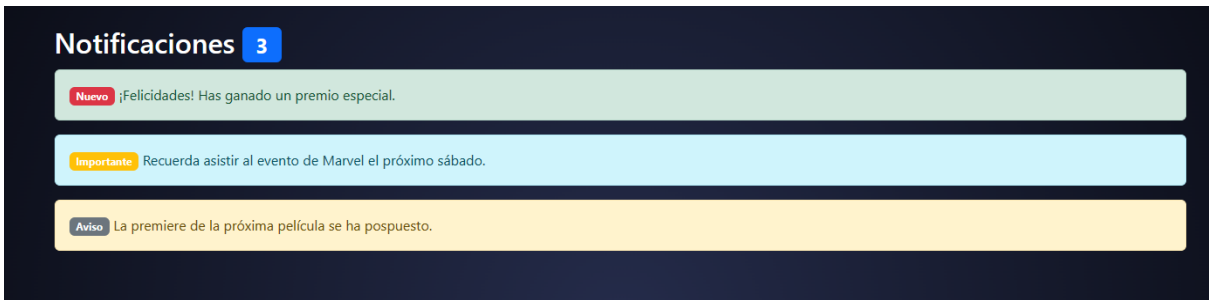 Notificaciones 3
Nuevo ¡Felicidades! Has ganado un premio especial.
Importante Recuerda asistir al evento de Marvel el próximo sábado.
Aviso La premiere de la próxima película se ha pospuesto.